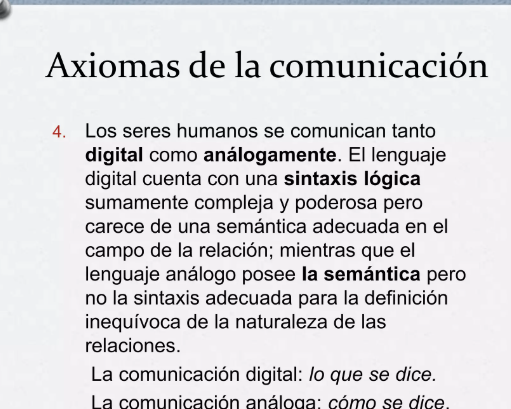 Axiomas de la comunicación
4. Los seres humanos se comunican tanto
digital como análogamente. El lenguaje
digital cuenta con una sintaxis lógica
sumamente compleja y poderosa pero
carece de una semántica adecuada en el
campo de la relación; mientras que el
lenguaje análogo posee la semántica pero
no la sintaxis adecuada para la definición
inequívoca de la naturaleza de las
relaciones.
La comunicación digital: lo que se dice.
La comunicación análoga: cómo se dice.